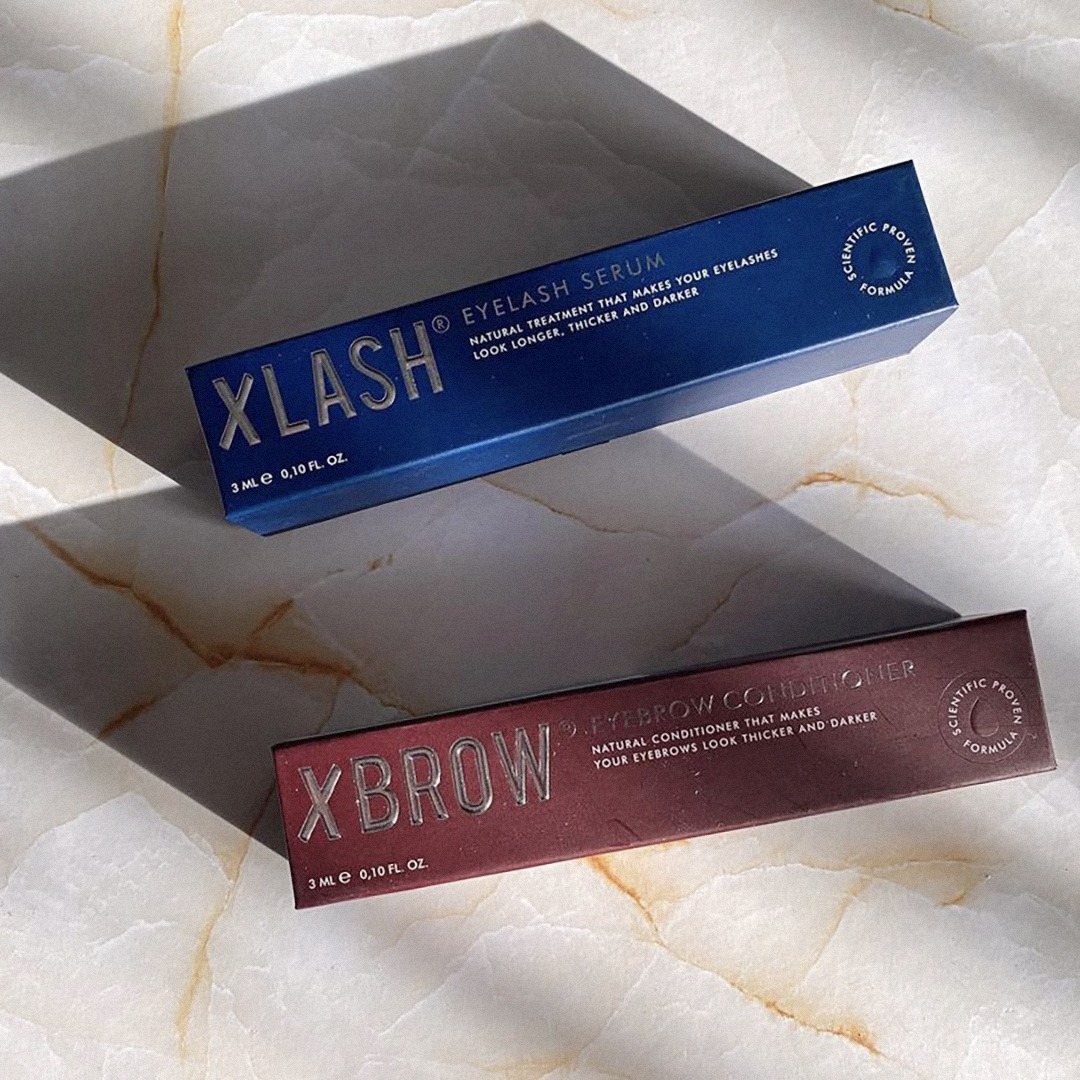 XLASH® EYELASH SERUM
NATURAL TREATMENT THAT MAKES YOUR EYELASHES
LOOK LONGER, THICKER AND DARKER
3 ML e 0,10 FL. OZ.
SCIENTIFIC PROVEN FORMULA
XBROW® EYEBROW CONDITIONER
NATURAL CONDITIONER THAT MAKES
YOUR EYEBROWS LOOK THICKER AND DARKER
3 ML e 0,10 FL. OZ.
SCIENTIFIC PROVEN FORMULA